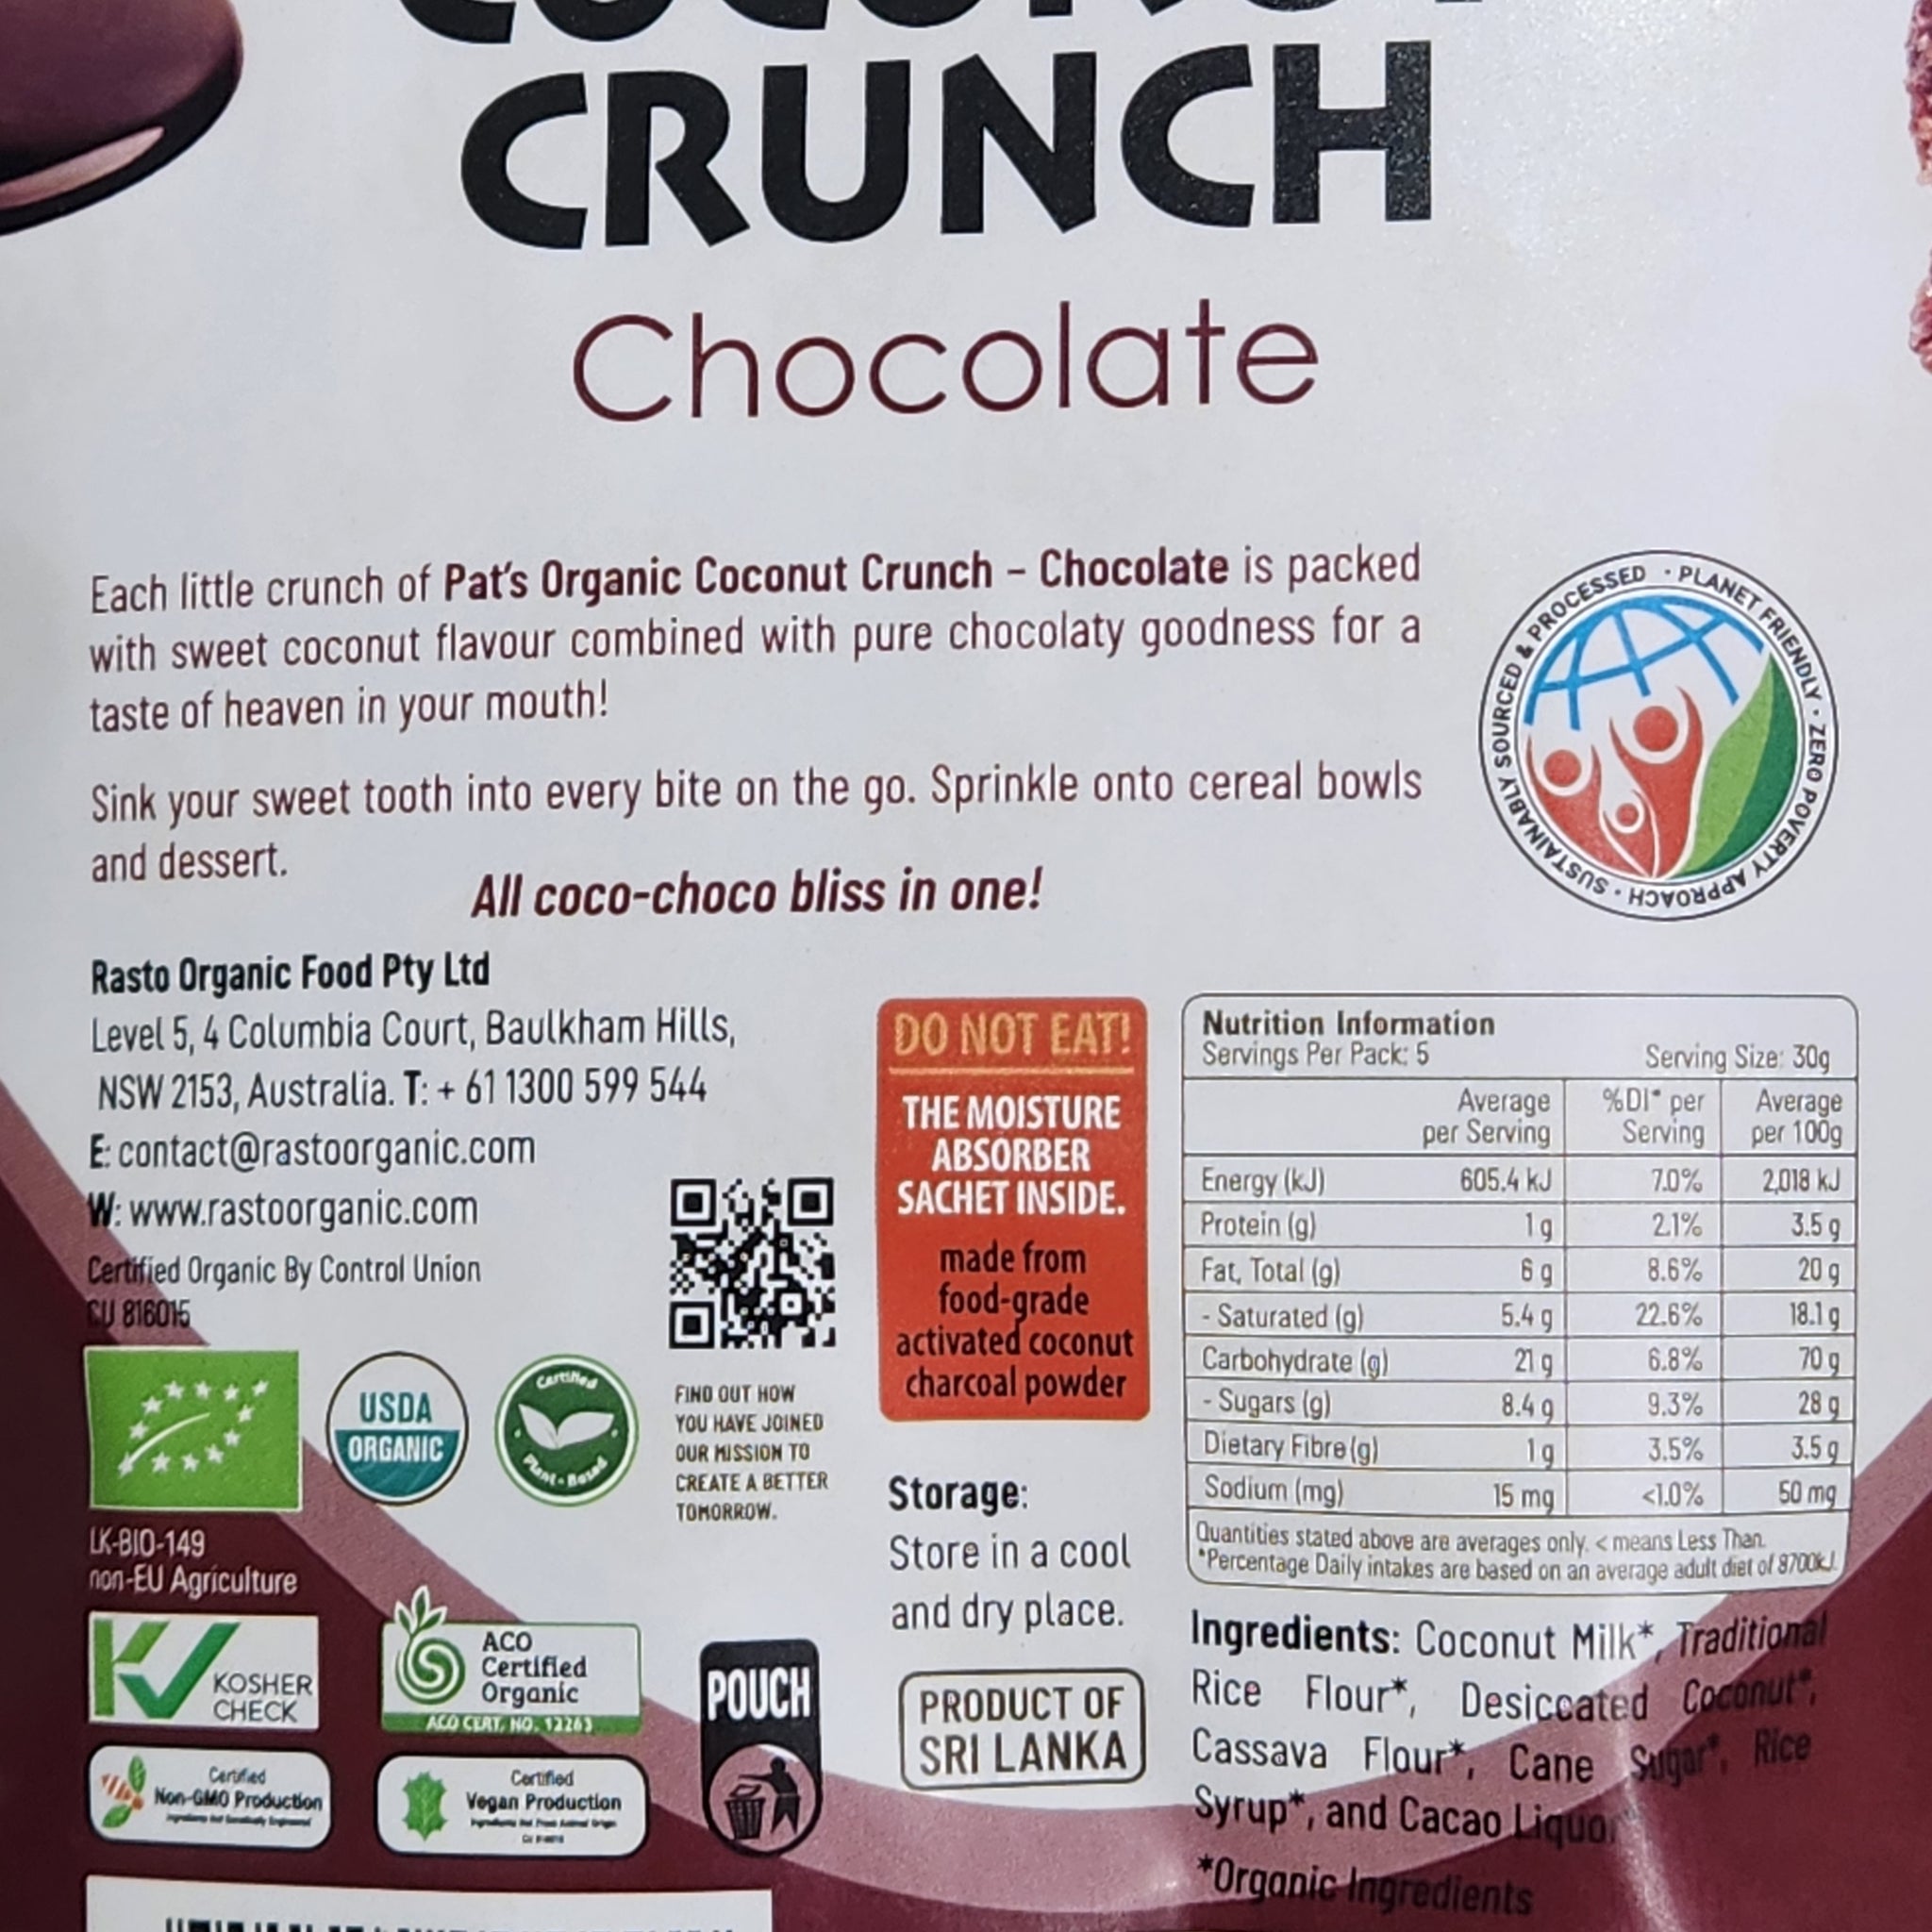 CRUNCH
Chocolate
Each little crunch of Pat's Organic Coconut Crunch – Chocolate is packed
with sweet coconut flavour combined with pure chocolaty goodness for a
taste of heaven in your mouth!
Sink your sweet tooth into every bite on the go. Sprinkle onto cereal bowls
and dessert.
All coco-choco bliss in one!
SUSTAINABLY SOURCED & PROCESSED · PLANET FRIENDLY · ZERO POVERTY APPROACH ·
Rasto Organic Food Pty Ltd
Level 5, 4 Columbia Court, Baulkham Hills,
NSW 2153, Australia. T: + 61 1300 599 544
E: contact@rastoorganic.com
W: www.rastoorganic.com
Certified Organic By Control Union
CU 816015
USDA
ORGANIC
Certified
Plant-Based
FIND OUT HOW
YOU HAVE JOINED
OUR MISSION TO
CREATE A BETTER
TOMORROW.
LK-BIO-149
non-EU Agriculture
KOSHER
CHECK
ACO
Certified
Organic
ACO CERT. NO. 12263
Certified
Non-GMO Production
Certified
Vegan Production
POUCH
DO NOT EAT!
THE MOISTURE
ABSORBER
SACHET INSIDE.
made from
food-grade
activated coconut
charcoal powder
Storage:
Store in a cool
and dry place.
PRODUCT OF
SRI LANKA
Nutrition Information
Servings Per Pack: 5 Serving Size: 30g
Average per Serving %DI* per Serving Average per 100g
Energy (kJ) 605.4 kJ 7.0% 2,018 kJ
Protein (g) 1 g 2.1% 3.5 g
Fat, Total (g) 6 g 8.6% 20 g
- Saturated (g) 5.4 g 22.6% 18.1 g
Carbohydrate (g) 21 g 6.8% 70 g
- Sugars (g) 8.4 g 9.3% 28 g
Dietary Fibre (g) 1 g 3.5% 3.5 g
Sodium (mg) 15 mg <1.0% 50 mg
Quantities stated above are averages only. < means Less Than.
*Percentage Daily intakes are based on an average adult diet of 8700kJ.
Ingredients: Coconut Milk*, Traditional
Rice Flour*, Desiccated Coconut*,
Cassava Flour*, Cane Sugar*, Rice
Syrup*, and Cacao Liquor*
*Organic Ingredients